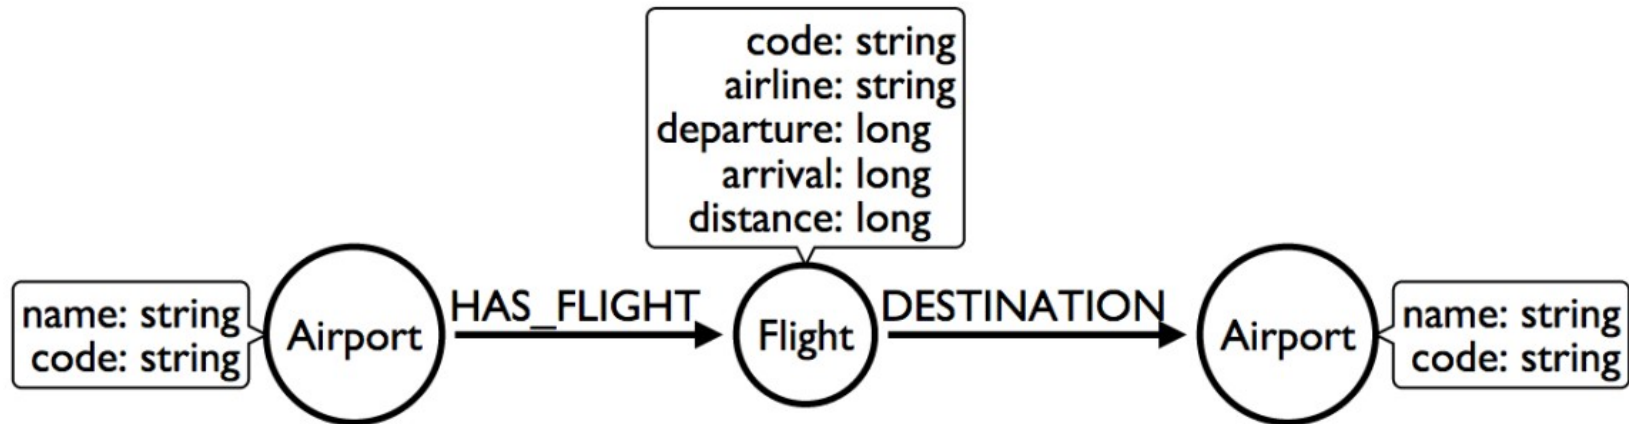 code: string
airline: string
departure: long
arrival: long
distance: long
name: string
code: string
Airport
HAS_FLIGHT
Flight
DESTINATION
Airport
name: string
code: string